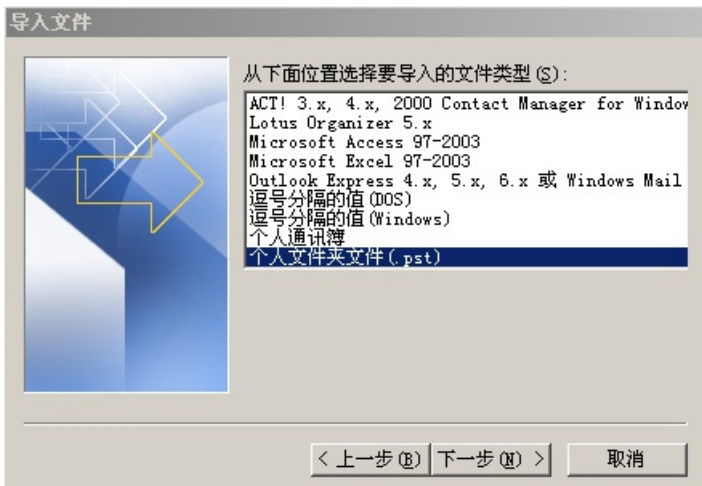 导入文件
从下面位置选择要导入的文件类型(S):
ACT! 3.x, 4.x, 2000 Contact Manager for Window
Lotus Organizer 5.x
Microsoft Access 97-2003
Microsoft Excel 97-2003
Outlook Express 4.x, 5.x, 6.x 或 Windows Mail
逗号分隔的值(DOS)
逗号分隔的值(Windows)
个人通讯簿
个人文件夹文件(.pst)
< 上一步(B) 下一步(N) > 取消